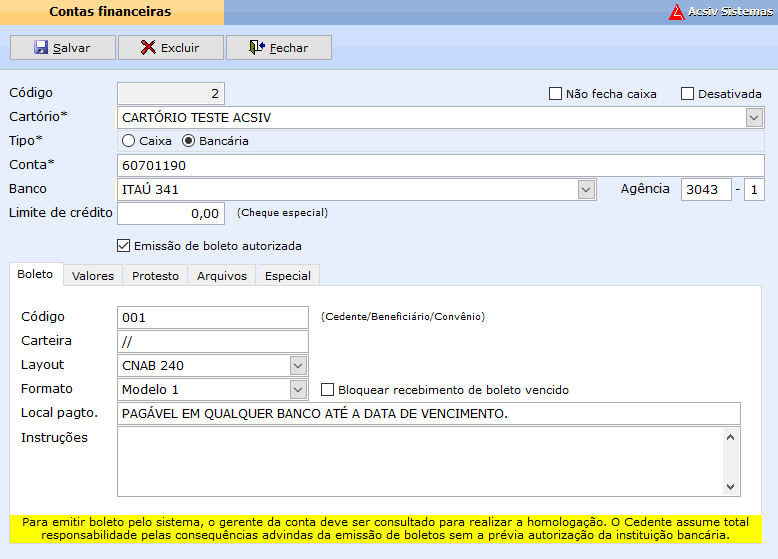 Contas financeiras
Acsiv Sistemas
Salvar Excluir Fechar
Código 2 Não fecha caixa Desativada
Cartório* CARTÓRIO TESTE ACSIV
Tipo* Caixa Bancária
Conta* 60701190
Banco ITAÚ 341 Agência 3043 - 1
Limite de crédito 0,00 (Cheque especial)
Emissão de boleto autorizada
Boleto Valores Protesto Arquivos Especial
Código 001 (Cedente/Beneficiário/Convênio)
Carteira //
Layout CNAB 240
Formato Modelo 1 Bloquear recebimento de boleto vencido
Local pagto. PAGÁVEL EM QUALQUER BANCO ATÉ A DATA DE VENCIMENTO.
Instruções
Para emitir boleto pelo sistema, o gerente da conta deve ser consultado para realizar a homologação. O Cedente assume total
responsabilidade pelas consequências advindas da emissão de boletos sem a prévia autorização da instituição bancária.